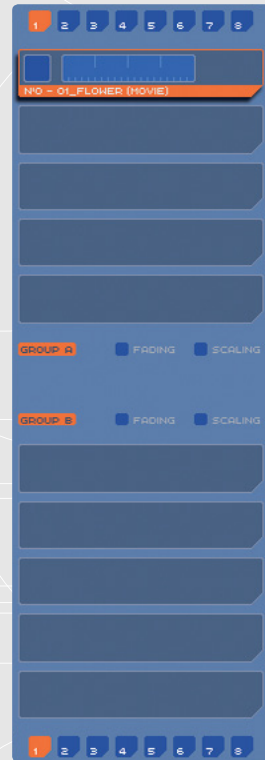 1 2 3 4 5 6 7 8
N°0 - 01_FLOWER (MOVIE)
GROUP A FADING SCALING
GROUP B FADING SCALING
1 2 3 4 5 6 7 8